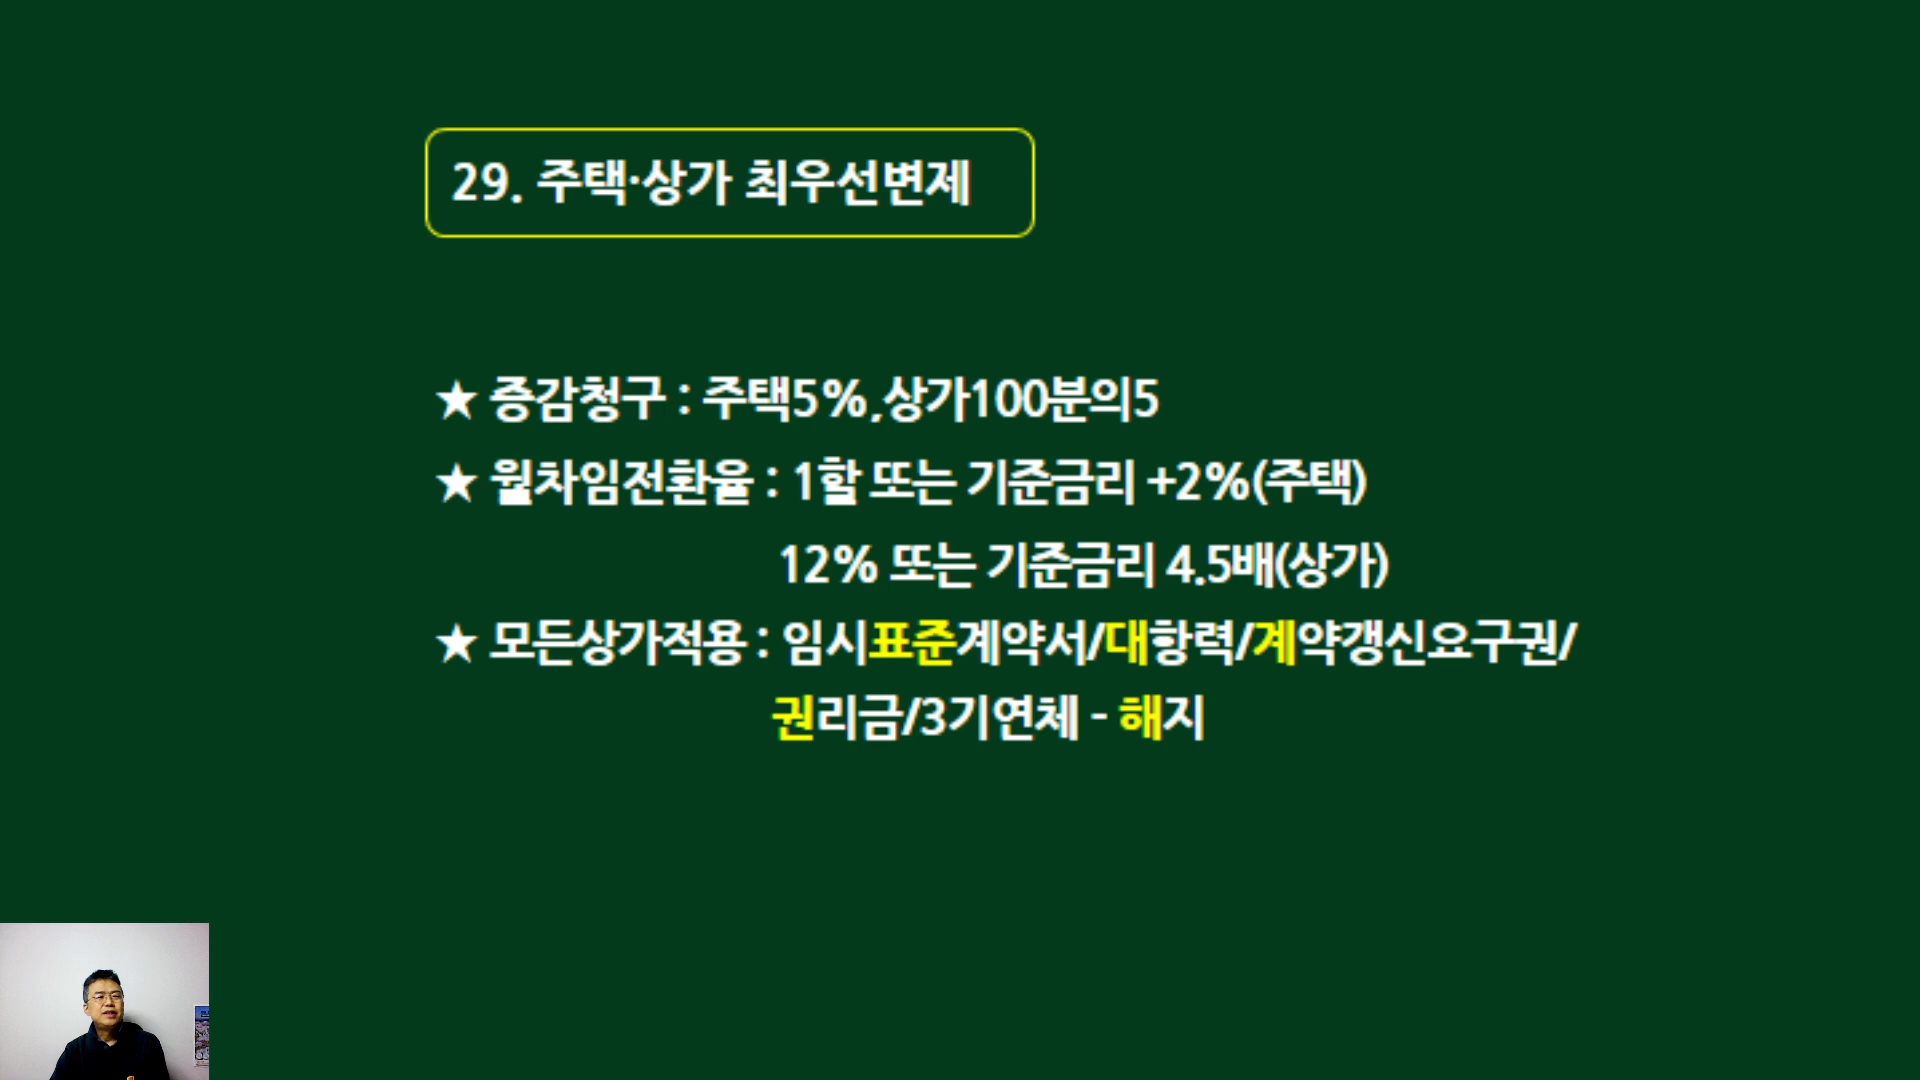 29. 주택·상가 최우선변제
★ 증감청구 : 주택5%,상가100분의5
★ 월차임전환율 : 1할 또는 기준금리 +2%(주택)
12% 또는 기준금리 4.5배(상가)
★ 모든상가적용 : 임시표준계약서/대항력/계약갱신요구권/
권리금/3기연체 - 해지